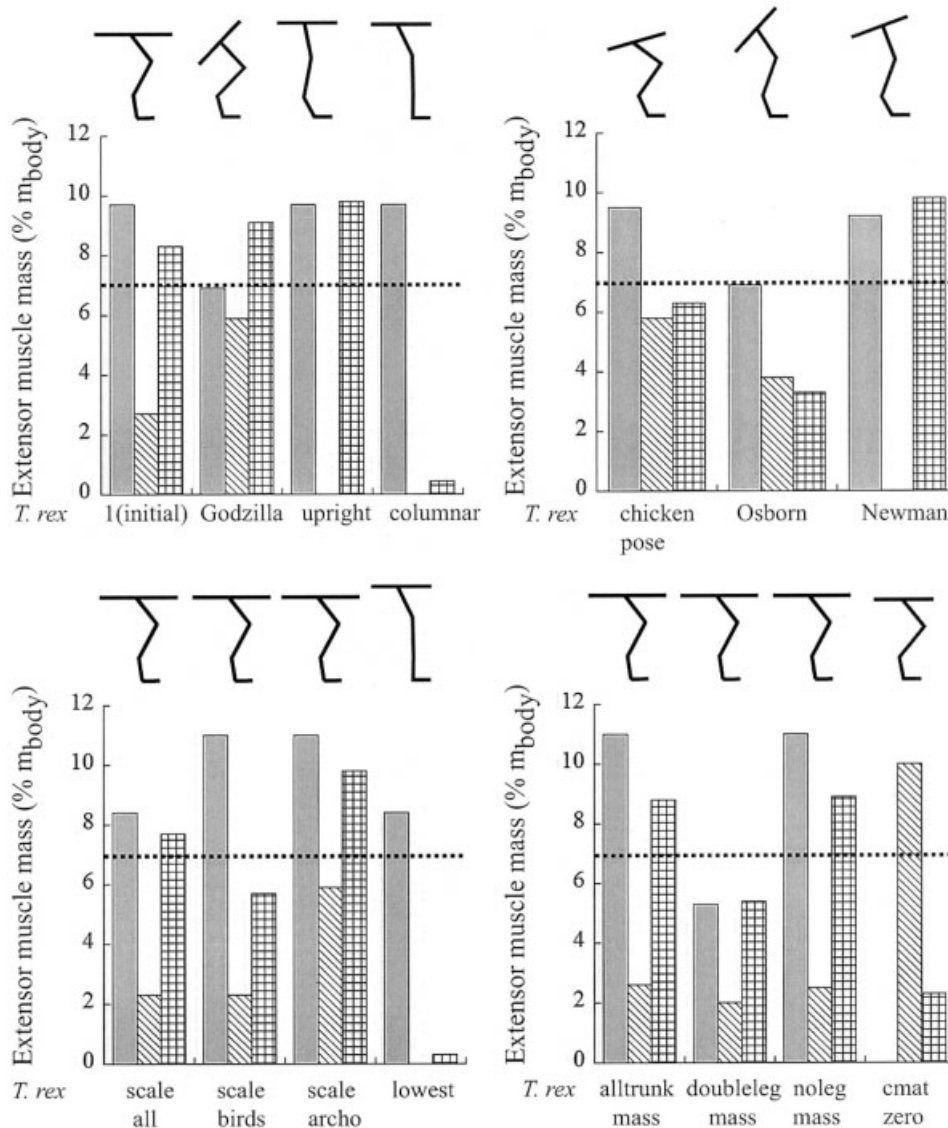 Extensor muscle mass (% mbody)
12
10
8
6
4
2
0
T. rex 1(initial) Godzilla upright columnar
Extensor muscle mass (% mbody)
12
10
8
6
4
2
0
T. rex chicken Osborn Newman
pose
Extensor muscle mass (% mbody)
12
10
8
6
4
2
0
T. rex scale scale scale lowest
all birds archo
Extensor muscle mass (% mbody)
12
10
8
6
4
2
0
T. rex alltrunk doubleleg noleg cmat
mass mass mass zero